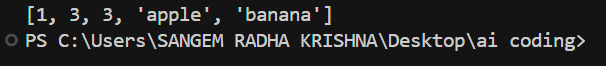 [1, 3, 3, 'apple', 'banana']
PS C:\Users\SANGEM RADHA KRISHNA\Desktop\ai coding>